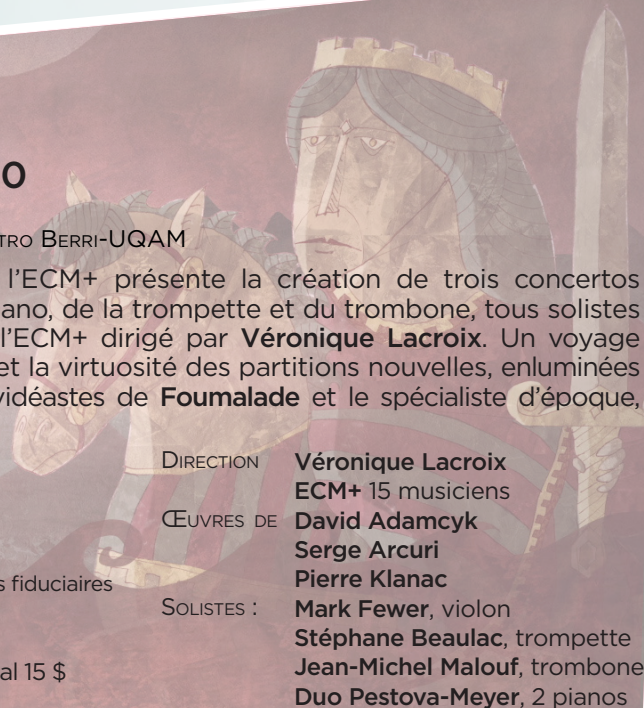 TRO BERRI-UQAM
l'ECM+ présente la création de trois concertos
ano, de la trompette et du trombone, tous solistes
l'ECM+ dirigé par Véronique Lacroix. Un voyage
et la virtuosité des partitions nouvelles, enluminées
vidéastes de Foumalade et le spécialiste d'époque,
DIRECTION Véronique Lacroix
ECM+ 15 musiciens
ŒUVRES DE David Adamcyk
Serge Arcuri
Pierre Klanac
s fiduciaires
SOLISTES : Mark Fewer, violon
Stéphane Beaulac, trompette
al 15 $
Jean-Michel Malouf, trombone
Duo Pestova-Meyer, 2 pianos